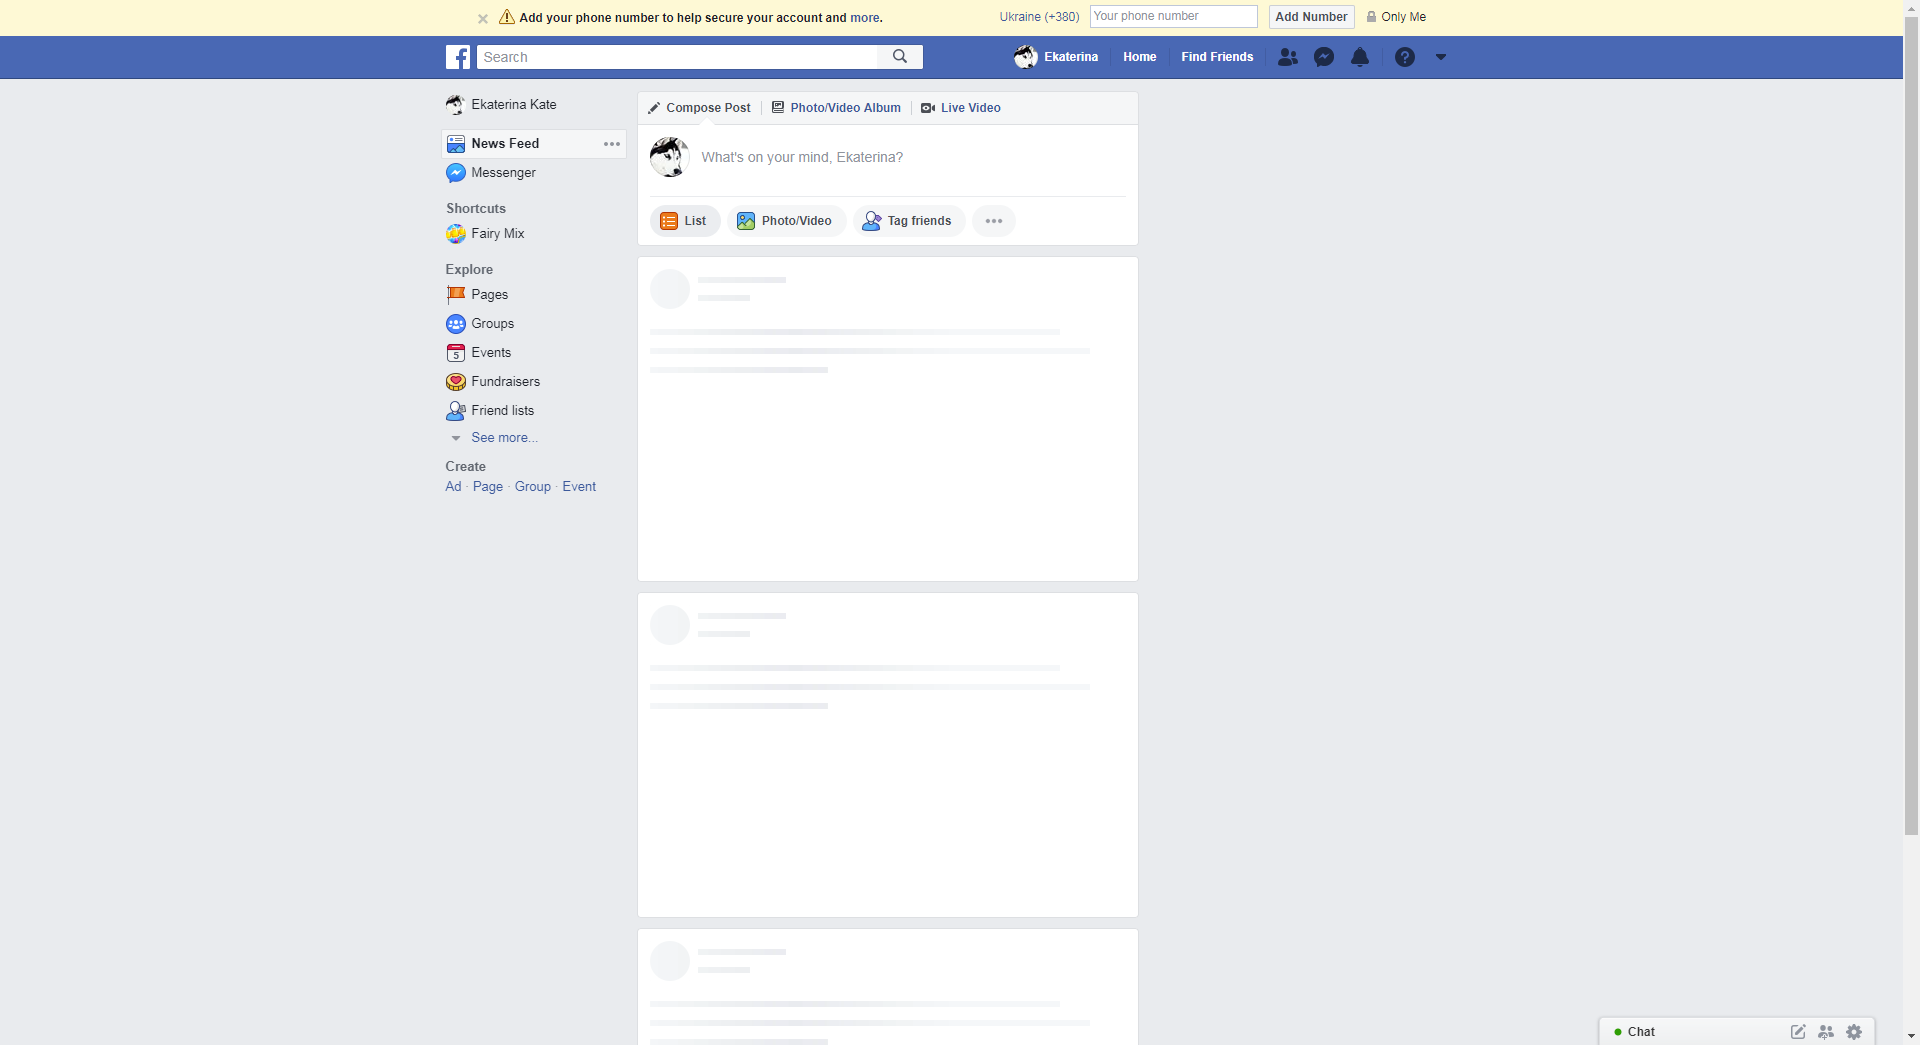 Add your phone number to help secure your account and more.
Ukraine (+380)
Your phone number
Add Number
Only Me
Search
Ekaterina
Home
Find Friends
Ekaterina Kate
News Feed
Messenger
Shortcuts
Fairy Mix
Explore
Pages
Groups
5
Events
Fundraisers
Friend lists
See more...
Create
Ad · Page · Group · Event
Compose Post
Photo/Video Album
Live Video
What's on your mind, Ekaterina?
List
Photo/Video
Tag friends
Chat